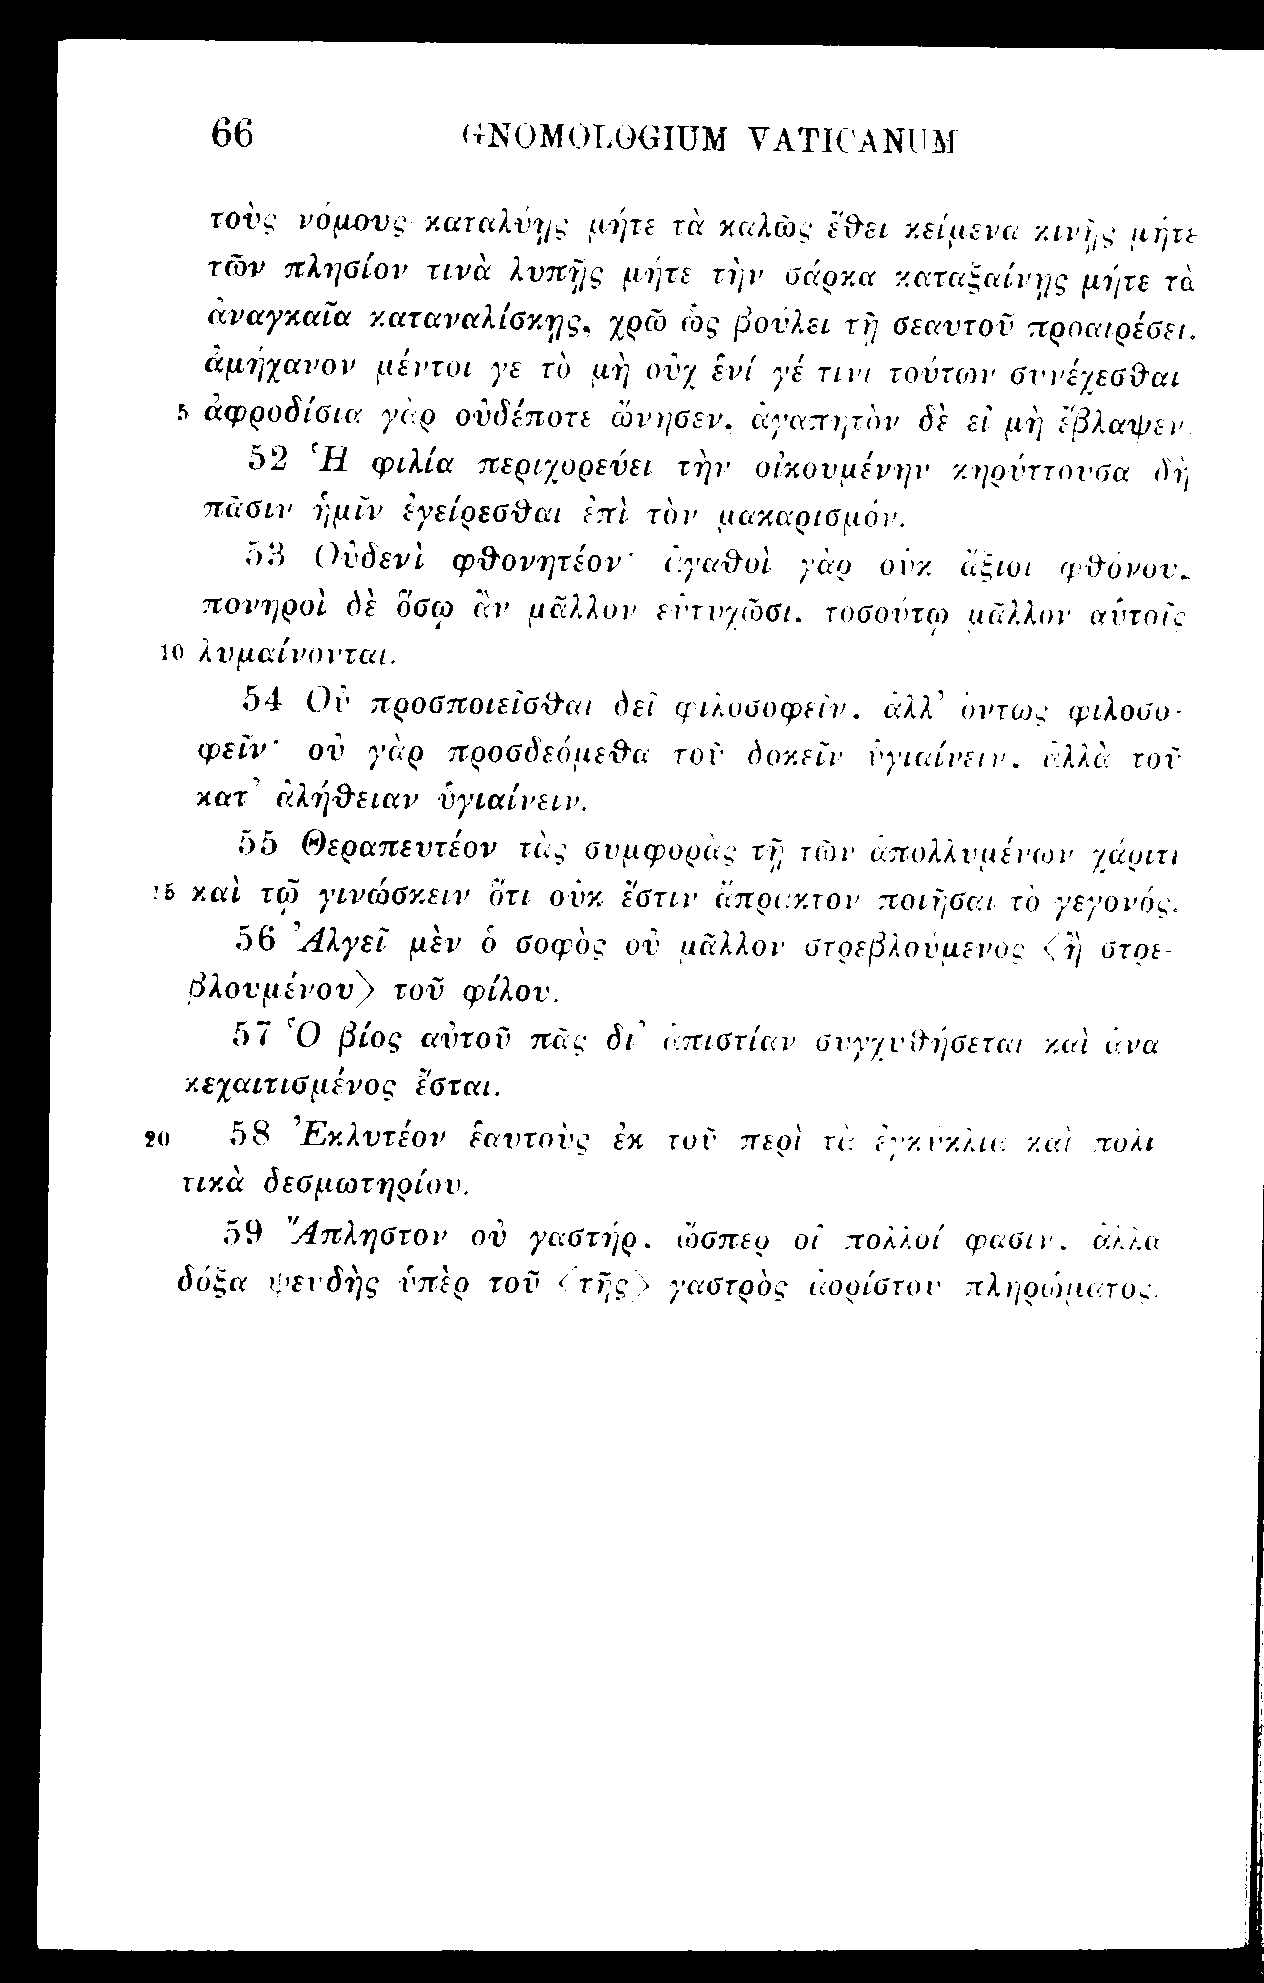 66 GNOMOLOGIUM VATICANUM
τοὺς νόμους καταλύῃς μήτε τὰ καλῶς ἔθει κείμενα κινῇς μήτε
τῶν πλησίον τινὰ λυπῇς μήτε τὴν σάρκα καταξαίνῃς μήτε τὰ
ἀναγκαῖα καταναλίσκῃς, χρῶ ὡς βούλει τῇ σεαυτοῦ προαιρέσει.
ἀμήχανον μέντοι γε τὸ μὴ οὐχ ἑνί γέ τινι τούτων συνέχεσθαι
5 ἀφροδίσια γὰρ οὐδέποτε ὤνησεν, ἀγαπητὸν δὲ εἰ μὴ ἔβλαψεν.
52 Ἡ φιλία περιχορεύει τὴν οἰκουμένην κηρύττουσα δὴ
πᾶσιν ἡμῖν ἐγείρεσθαι ἐπὶ τὸν μακαρισμόν.
53 Οὐδενὶ φθονητέον· ἀγαθοὶ γὰρ οὐκ ἄξιοι φθόνου,
πονηροὶ δὲ ὅσῳ ἂν μᾶλλον εὐτυχῶσι, τοσούτῳ μᾶλλον αὑτοῖς
10 λυμαίνονται.
54 Οὐ προσποιεῖσθαι δεῖ φιλοσοφεῖν, ἀλλ’ ὄντως φιλοσο-
φεῖν· οὐ γὰρ προσδεόμεθα τοῦ δοκεῖν ὑγιαίνειν, ἀλλὰ τοῦ
κατ’ ἀλήθειαν ὑγιαίνειν.
55 Θεραπευτέον τὰς συμφορὰς τῇ τῶν ἀπολλυμένων χάριτι
15 καὶ τῷ γινώσκειν ὅτι οὐκ ἔστιν ἄπρακτον ποιῆσαι τὸ γεγονός.
56 Ἀλγεῖ μὲν ὁ σοφὸς οὐ μᾶλλον στρεβλούμενος <ἢ στρε-
βλουμένου> τοῦ φίλου.
57 Ὁ βίος αὐτοῦ πᾶς δι’ ἀπιστίαν συγχυθήσεται καὶ ἀνα
κεχαιτισμένος ἔσται.
20 58 Ἐκλυτέον ἑαυτοὺς ἐκ τοῦ περὶ τὰ ἐγκύκλια καὶ πολι
τικὰ δεσμωτηρίου.
59 Ἄπληστον οὐ γαστήρ, ὥσπερ οἱ πολλοί φασιν, ἀλλὰ
δόξα ψευδὴς ὑπὲρ τοῦ <τῆς> γαστρὸς ἀορίστου πληρώματος.